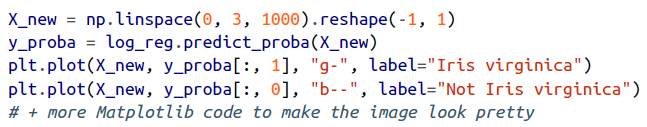 X_new = np.linspace(0, 3, 1000).reshape(-1, 1)
y_proba = log_reg.predict_proba(X_new)
plt.plot(X_new, y_proba[:, 1], "g-", label="Iris virginica")
plt.plot(X_new, y_proba[:, 0], "b--", label="Not Iris virginica")
# + more Matplotlib code to make the image look pretty